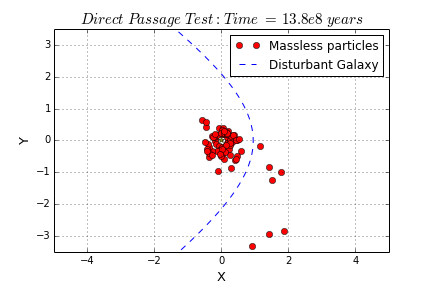 Direct Passage Test: Time = 13.8e8 years
Massless particles
Disturbant Galaxy
Y
3
2
1
0
−1
−2
−3
−4
−2
0
2
4
X